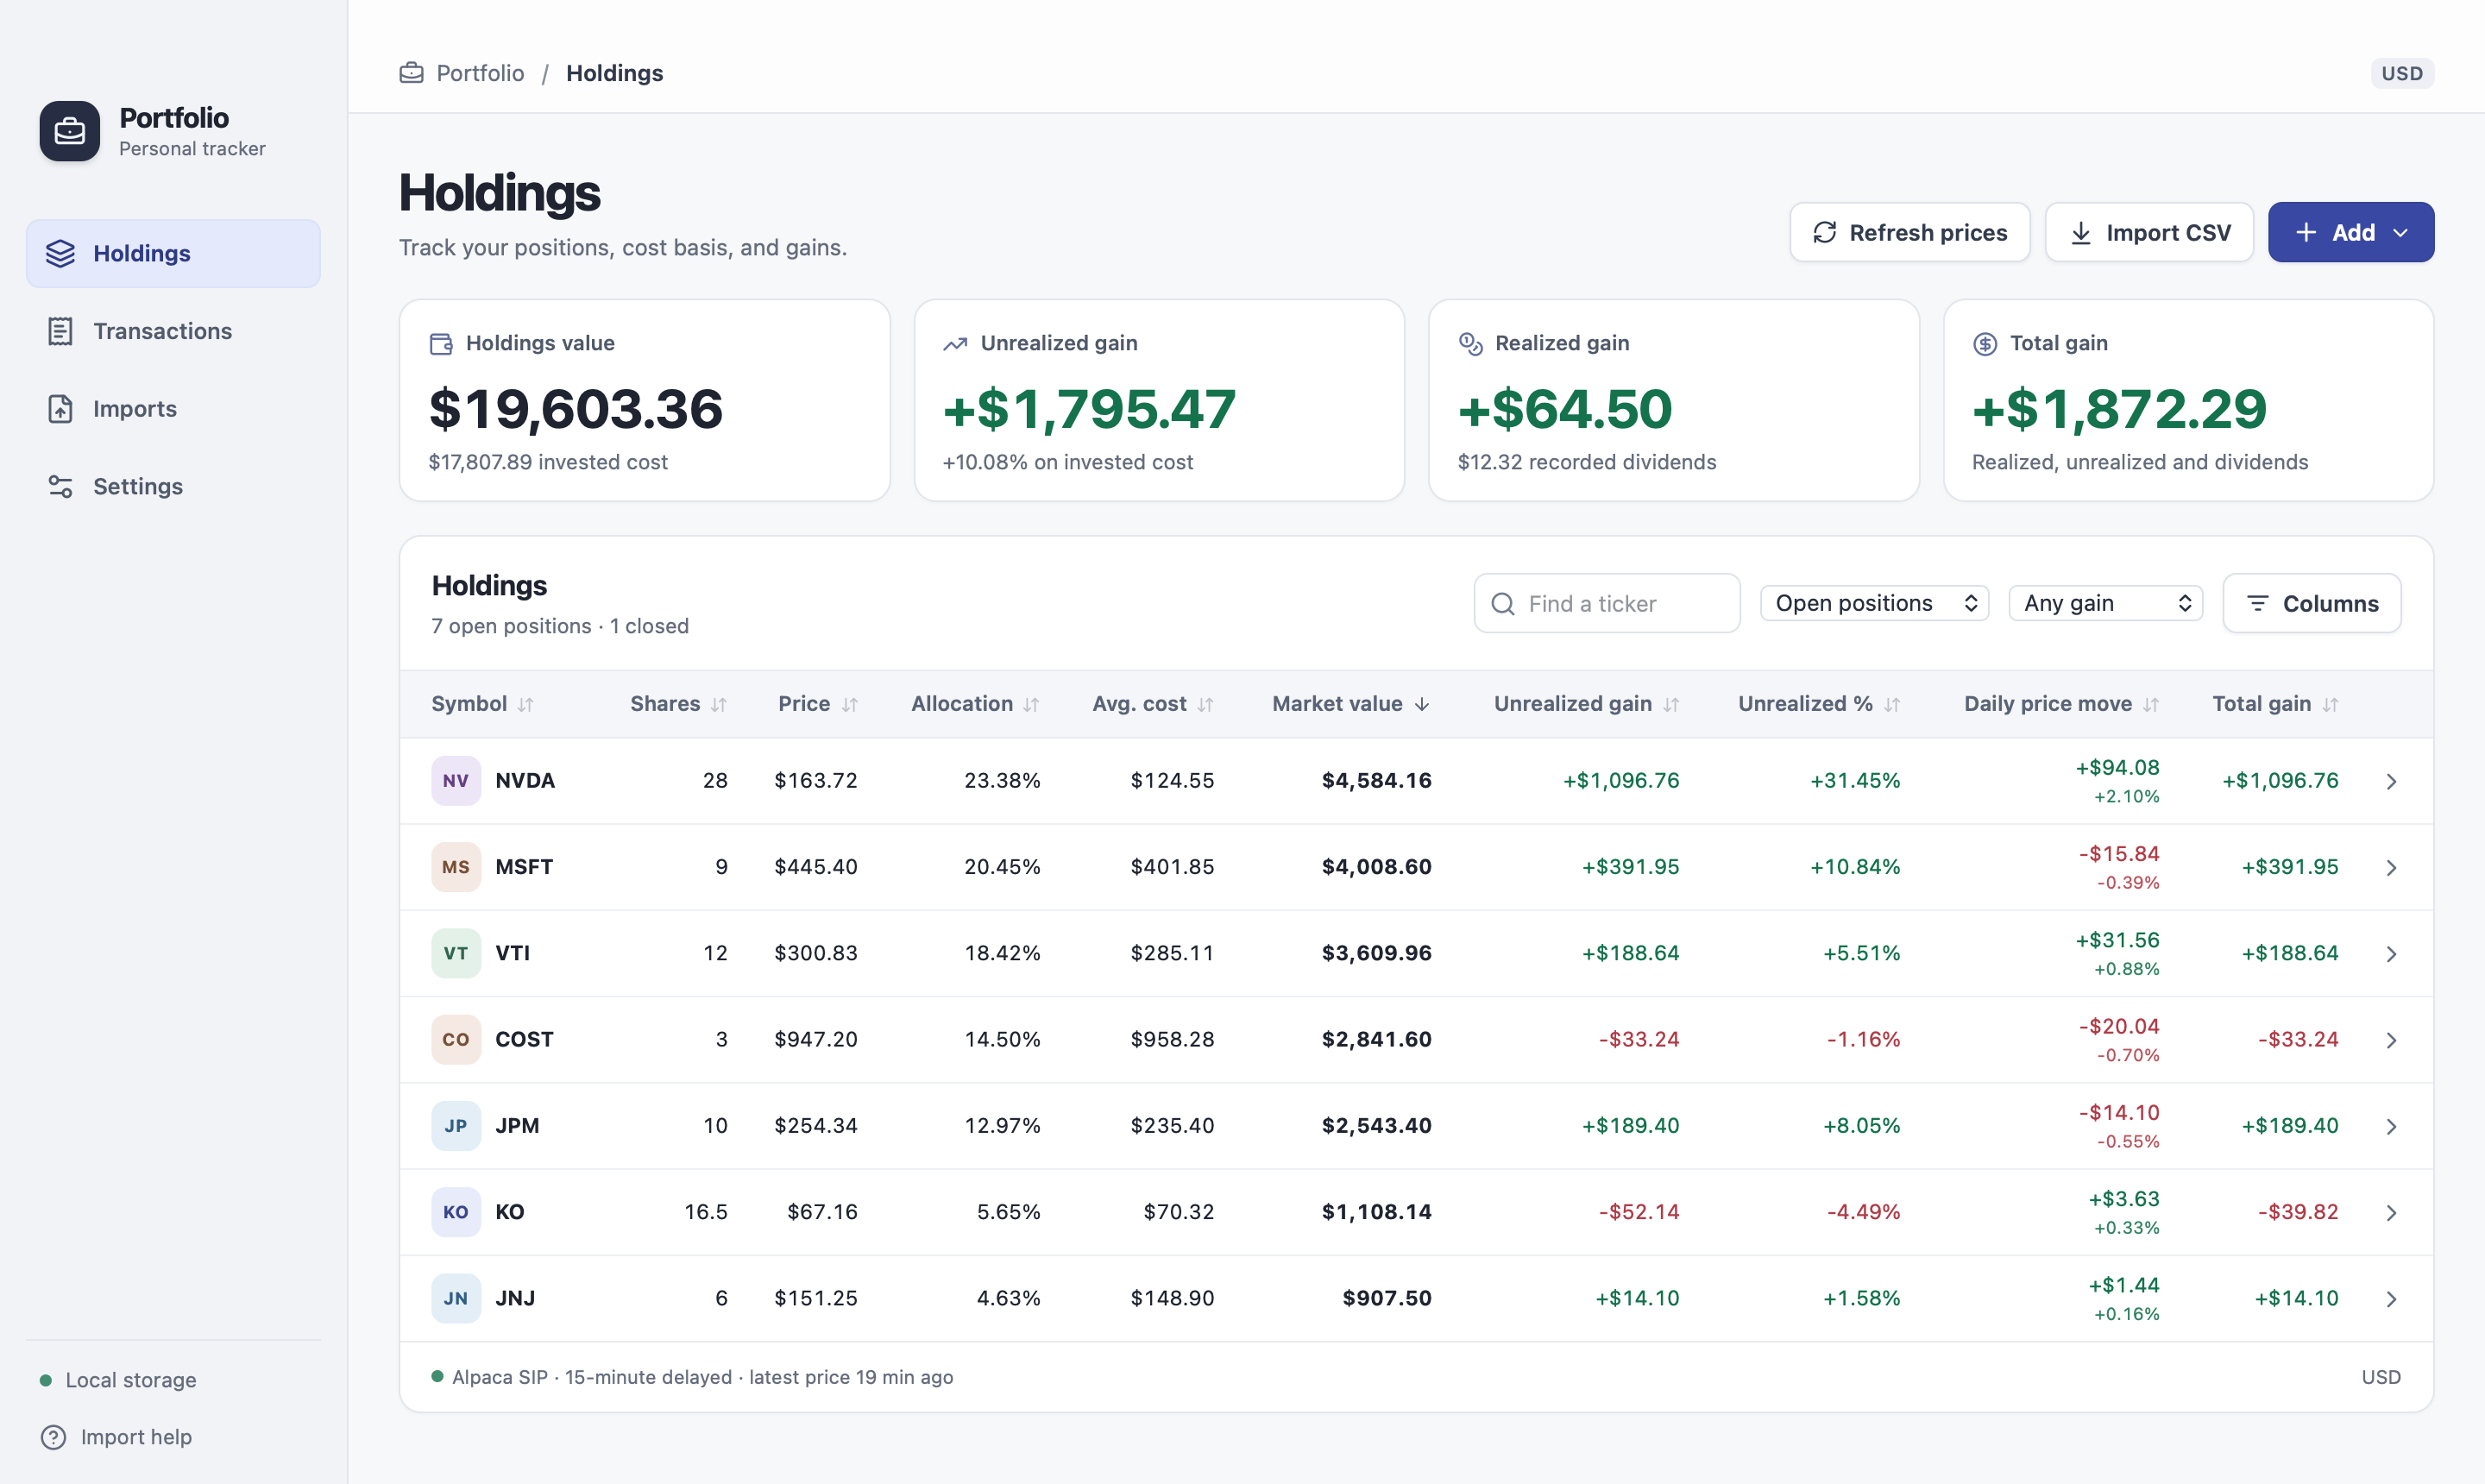 Portfolio
Personal tracker
Holdings
Transactions
Imports
Settings
Local storage
Import help
Portfolio / Holdings
USD
Holdings
Track your positions, cost basis, and gains.
Refresh prices
Import CSV
Add
Holdings value
$19,603.36
$17,807.89 invested cost
Unrealized gain
+$1,795.47
+10.08% on invested cost
Realized gain
+$64.50
$12.32 recorded dividends
Total gain
+$1,872.29
Realized, unrealized and dividends
Holdings
7 open positions · 1 closed
Find a ticker
Open positions
Any gain
Columns
Symbol Shares Price Allocation Avg. cost Market value Unrealized gain Unrealized % Daily price move Total gain
NV NVDA 28 $163.72 23.38% $124.55 $4,584.16 +$1,096.76 +31.45% +$94.08 +2.10% +$1,096.76
MS MSFT 9 $445.40 20.45% $401.85 $4,008.60 +$391.95 +10.84% -$15.84 -0.39% +$391.95
VT VTI 12 $300.83 18.42% $285.11 $3,609.96 +$188.64 +5.51% +$31.56 +0.88% +$188.64
CO COST 3 $947.20 14.50% $958.28 $2,841.60 -$33.24 -1.16% -$20.04 -0.70% -$33.24
JP JPM 10 $254.34 12.97% $235.40 $2,543.40 +$189.40 +8.05% -$14.10 -0.55% +$189.40
KO KO 16.5 $67.16 5.65% $70.32 $1,108.14 -$52.14 -4.49% +$3.63 +0.33% -$39.82
JN JNJ 6 $151.25 4.63% $148.90 $907.50 +$14.10 +1.58% +$1.44 +0.16% +$14.10
Alpaca SIP · 15-minute delayed · latest price 19 min ago
USD